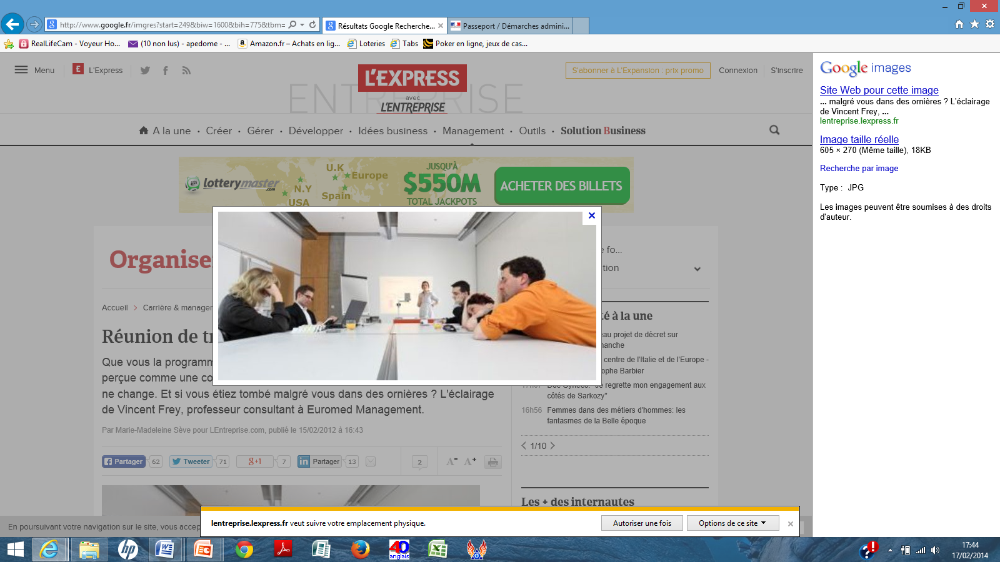 http://www.google.fr/imgres?start=249&biw=1600&bih=775&tbm=
Résultats Google Recherche...
Passeport / Démarches admini...
RealLifeCam - Voyeur Ho...
(10 non lus) - apedome - ...
Amazon.fr – Achats en lig...
Loteries
Tabs
Poker en ligne, jeux de cas...
Menu
L'Express
ENTREPRISE
L'EXPRESS
avec
L'ENTREPRISE
S'abonner à L'Expansion : prix promo
Connexion
S'inscrire
A la une • Créer • Gérer • Développer • Idées business • Management • Outils • Solution Business
lotterymaster.com
U.K
Europe
N.Y
Spain
USA
JUSQU'À
$550M
TOTAL JACKPOTS
ACHETER DES BILLETS
Google images
Site Web pour cette image
... malgré vous dans des ornières ? L'éclairage
de Vincent Frey, ...
lentreprise.lexpress.fr
Image taille réelle
605 × 270 (Même taille), 18KB
Recherche par image
Type : JPG
Les images peuvent être soumises à des droits
d'auteur.
e fo...
tion
Accueil > Carrière &
té à la une
eau projet de décret sur
centre de l'Italie et de l'Europe -
ophe Barbier
regrette mon engagement aux
côtés de Sarkozy"
16h56 Femmes dans des métiers d'hommes: les
fantasmes de la Belle époque
1/10
Les + des internautes
Réunion de
Que vous la
perçue comme une
ne change. Et si vous étiez tombé malgré vous dans des ornières ? L'éclairage
de Vincent Frey, professeur consultant à Euromed Management.
Par Marie-Madeleine Sève pour LEntreprise.com, publié le 15/02/2012 à 16:43
Partager 62
Tweeter 71
g+1 7
in Partager 13
2
A- A+
En poursuivant votre navigation sur le site, vous
lentreprise.lexpress.fr veut suivre votre emplacement physique.
Autoriser une fois
Options de ce site
40
anglais
17:44
17/02/2014